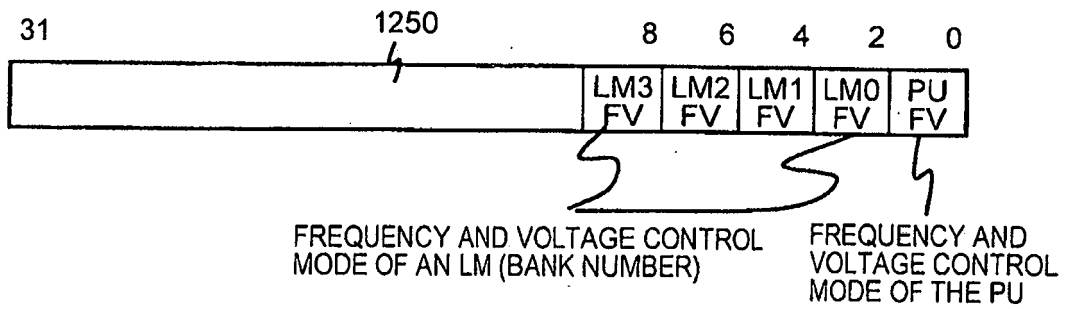 31 1250 8 6 4 2 0
LM3 LM2 LM1 LM0 PU
FV FV FV FV FV
FREQUENCY AND VOLTAGE CONTROL
MODE OF AN LM (BANK NUMBER)
FREQUENCY AND
VOLTAGE CONTROL
MODE OF THE PU